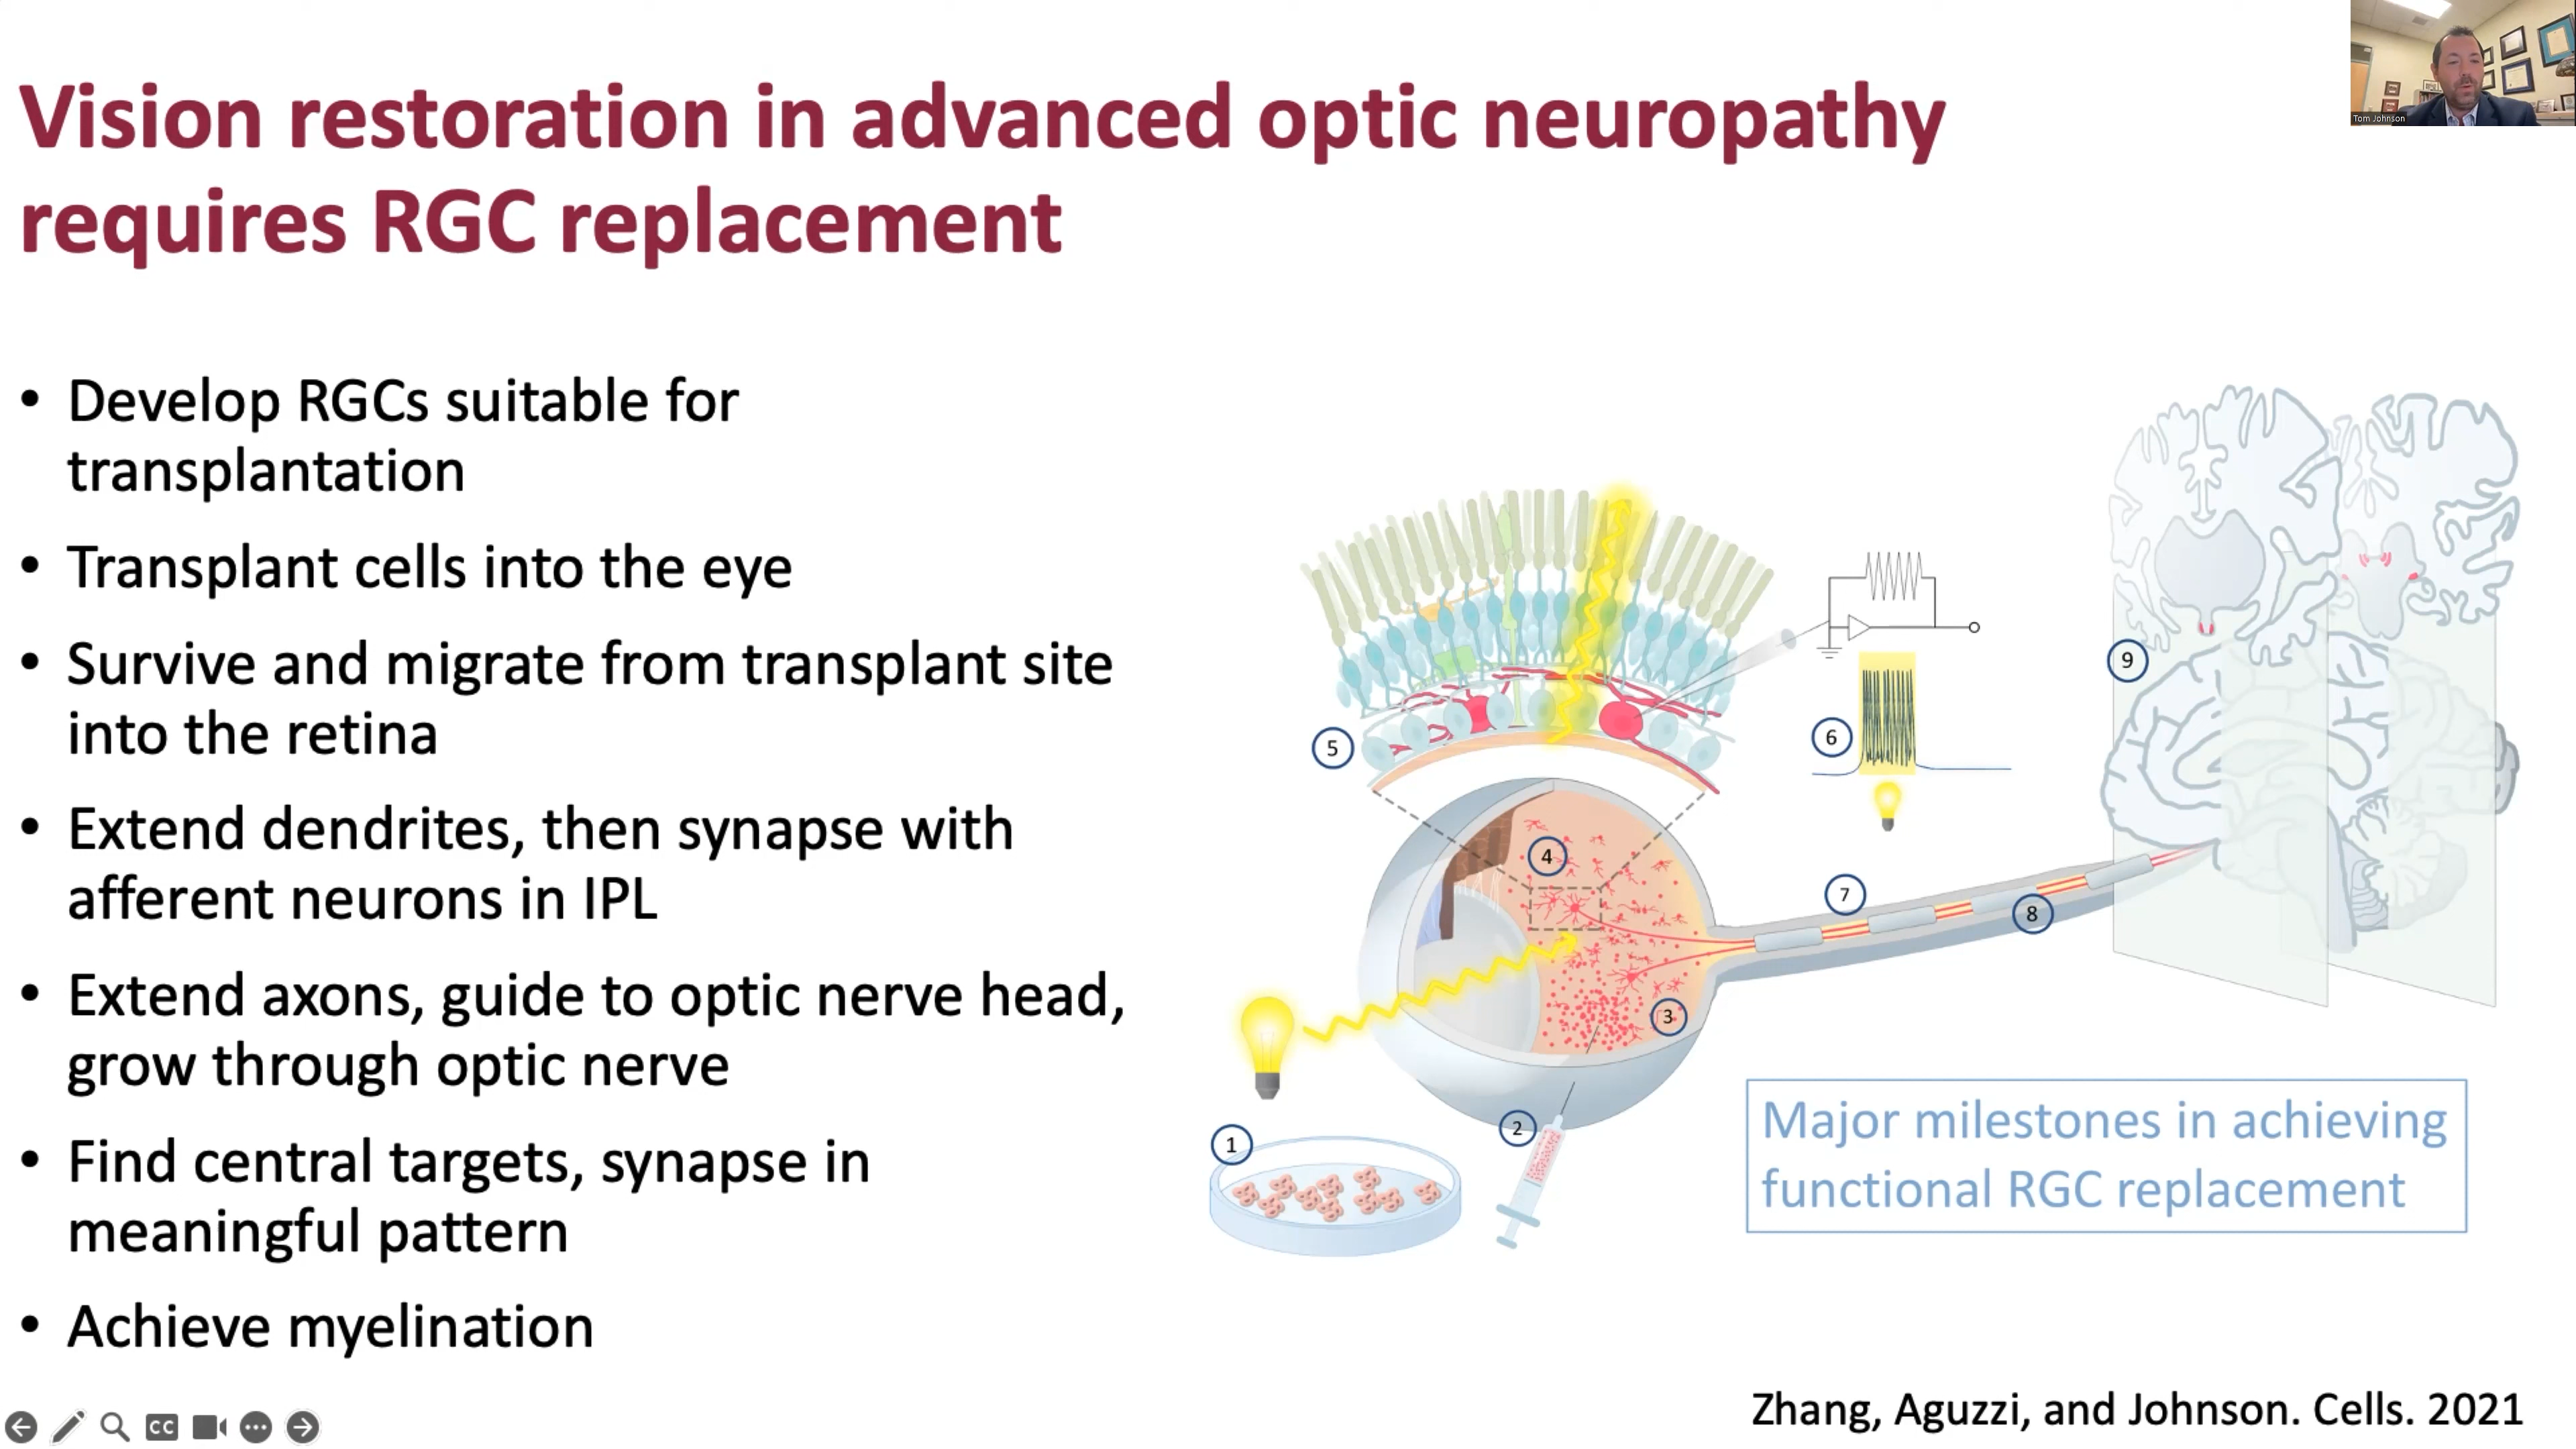 Vision restoration in advanced optic neuropathy
requires RGC replacement
Tom Johnson
• Develop RGCs suitable for
transplantation
• Transplant cells into the eye
• Survive and migrate from transplant site
into the retina
• Extend dendrites, then synapse with
afferent neurons in IPL
• Extend axons, guide to optic nerve head,
grow through optic nerve
• Find central targets, synapse in
meaningful pattern
• Achieve myelination
5
6
9
4
7
8
3
1
2
Major milestones in achieving
functional RGC replacement
Zhang, Aguzzi, and Johnson. Cells. 2021
CC